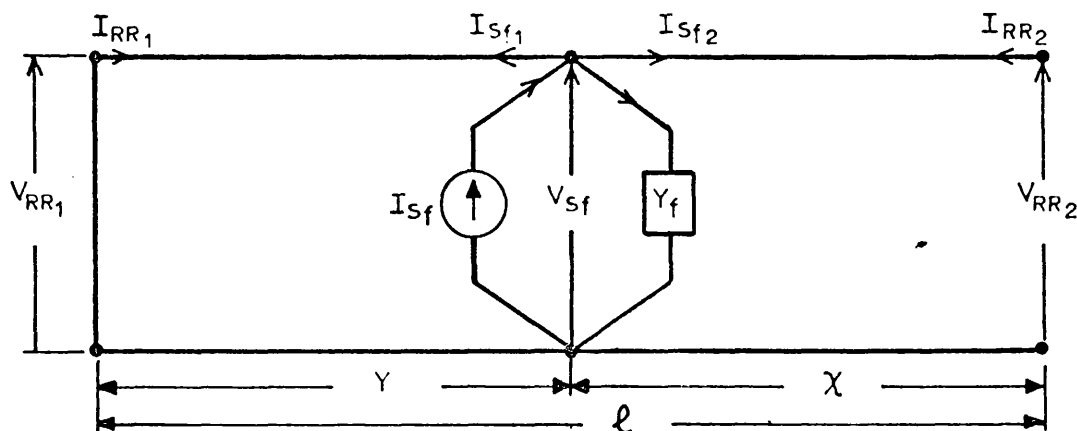 I_RR1 I_Sf1 I_Sf2 I_RR2
V_RR1 I_Sf V_Sf Y_f V_RR2
Y χ
ℓ